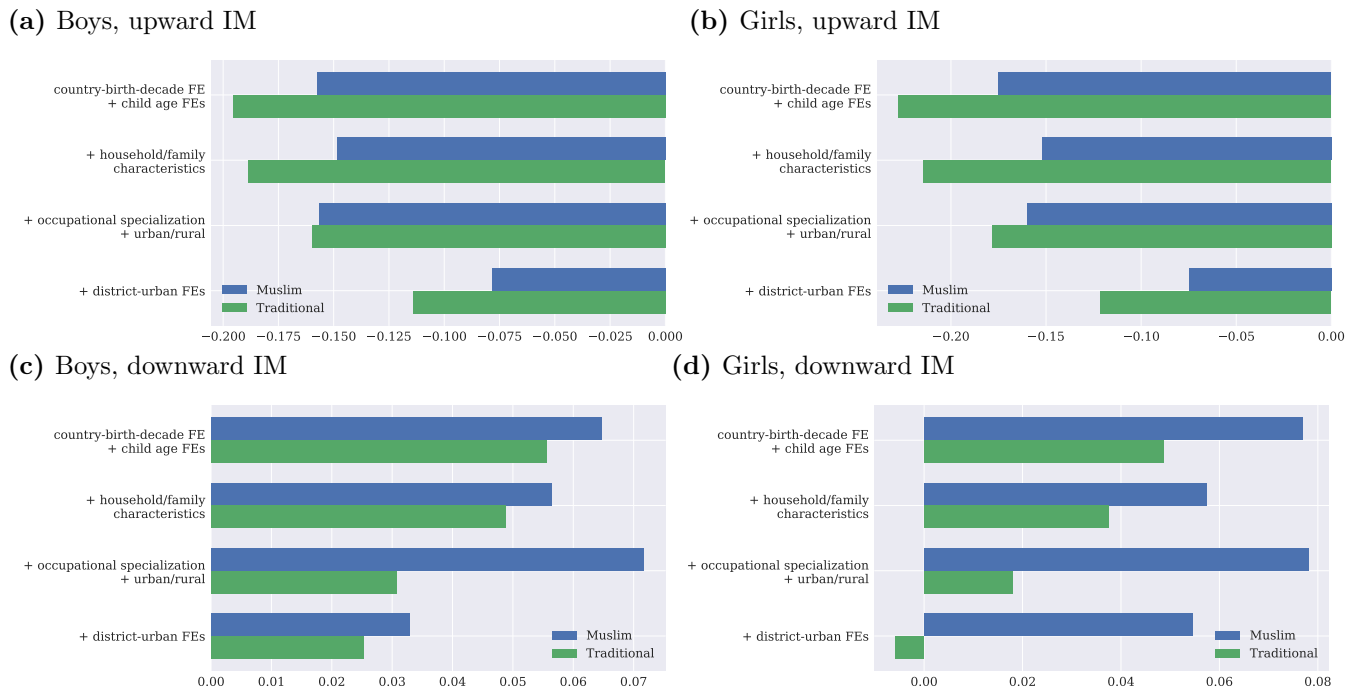 (a) Boys, upward IM
country-birth-decade FE
+ child age FEs
+ household/family
characteristics
+ occupational specialization
+ urban/rural
+ district-urban FEs
Muslim
Traditional
−0.200 −0.175 −0.150 −0.125 −0.100 −0.075 −0.050 −0.025 0.000
(b) Girls, upward IM
country-birth-decade FE
+ child age FEs
+ household/family
characteristics
+ occupational specialization
+ urban/rural
+ district-urban FEs
Muslim
Traditional
−0.20 −0.15 −0.10 −0.05 0.00
(c) Boys, downward IM
country-birth-decade FE
+ child age FEs
+ household/family
characteristics
+ occupational specialization
+ urban/rural
+ district-urban FEs
Muslim
Traditional
0.00 0.01 0.02 0.03 0.04 0.05 0.06 0.07
(d) Girls, downward IM
country-birth-decade FE
+ child age FEs
+ household/family
characteristics
+ occupational specialization
+ urban/rural
+ district-urban FEs
Muslim
Traditional
0.00 0.02 0.04 0.06 0.08